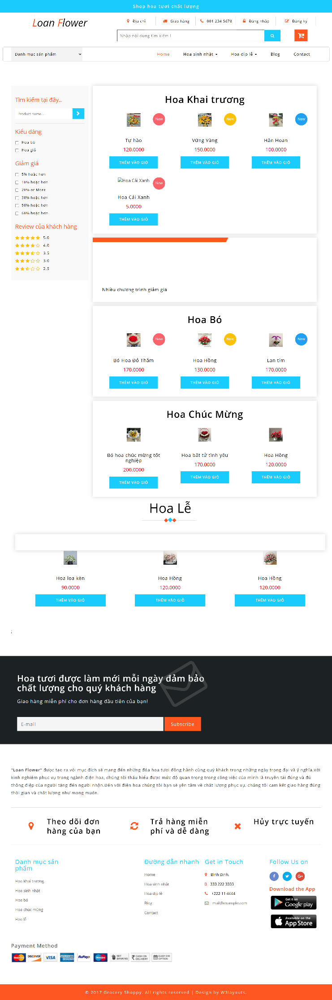 Shop hoa tươi chất lượng
Loan Flower
Địa chỉ
Giao hàng
001 234 5678
Đăng nhập
Đăng ký
Nhập nội dung tìm kiếm !
Danh mục sản phẩm
Home
Hoa sinh nhật
Hoa dịp lễ
Blog
Contact
Tìm kiếm tại đây..
Product name...
Kiểu dáng
Hoa bó
Hoa giỏ
Giảm giá
5% hoặc hơn
10% hoặc hơn
20% or More
30% hoặc hơn
50% hoặc hơn
60% hoặc hơn
Review của khách hàng
5.0
4.0
3.5
3.0
2.5
Hoa Khai trương
New
New
New
Tự hào
Vững Vàng
Hân Hoan
120.0000
150.0000
100.0000
THÊM VÀO GIỎ
THÊM VÀO GIỎ
THÊM VÀO GIỎ
Hoa Cải Xanh
New
Hoa Cải Xanh
5.0000
THÊM VÀO GIỎ
Nhiều chương trình giảm giá
Hoa Bó
New
New
New
Bó Hoa Đỏ Thắm
Hoa Hồng
Lan tím
170.0000
130.0000
170.0000
THÊM VÀO GIỎ
THÊM VÀO GIỎ
THÊM VÀO GIỎ
Hoa Chúc Mừng
Bó hoa chúc mừng tốt
nghiệp
Hoa bất tử tình yêu
Hoa Hồng
200.0000
170.0000
120.0000
THÊM VÀO GIỎ
THÊM VÀO GIỎ
THÊM VÀO GIỎ
Hoa Lễ
Hoa loa kèn
Hoa Hồng
Hoa Hồng
90.0000
120.0000
120.0000
THÊM VÀO GIỎ
THÊM VÀO GIỎ
THÊM VÀO GIỎ
;
Hoa tươi được làm mới mỗi ngày đảm bảo
chất lượng cho quý khách hàng
Giao hàng miễn phí cho đơn hàng đầu tiên của bạn!
E-mail
Subscribe
"Loan Flower" được tạo ra với mục đích sẽ mang đến những đóa hoa tươi đồng hành cùng quý khách trong những ngày trọng đại và ý nghĩa.Với
kinh nghiệm phục vụ trong ngành điện hoa, chúng tôi thấu hiểu được mức độ quan trọng trong công việc của mình là truyền tải đúng và đủ
thông điệp của người tặng đến người nhận.Đến với điện hoa chúng tôi bạn sẽ yên tâm về chất lượng phục vụ, chúng tôi cam kết giao hàng đúng
thời gian và chất lượng như mong muốn.
Theo dõi đơn
hàng của bạn
Trả hàng miễn
phí và dễ dàng
Hủy trực tuyến
Danh mục sản
phẩm
Hoa khai trương
Hoa sinh nhật
Hoa bó
Hoa chúc mừng
Hoa lễ
Đường dẫn nhanh
Home
Hoa sinh nhật
Hoa dịp lễ
Blog
Contact
Get in Touch
Bình Định.
333 222 3333
+222 11 4444
mail@example.com
Follow Us on
Download the App
Get it on
Google play
Available on the
App Store
Payment Method
MasterCard
DISCOVER
VISA
AMERICAN EXPRESS
RuPay
Maestro
NET BANKING
CASH ON DELIVERY
EASY EMI OPTION
© 2017 Grocery Shoppy. All rights reserved | Design by W3layouts.